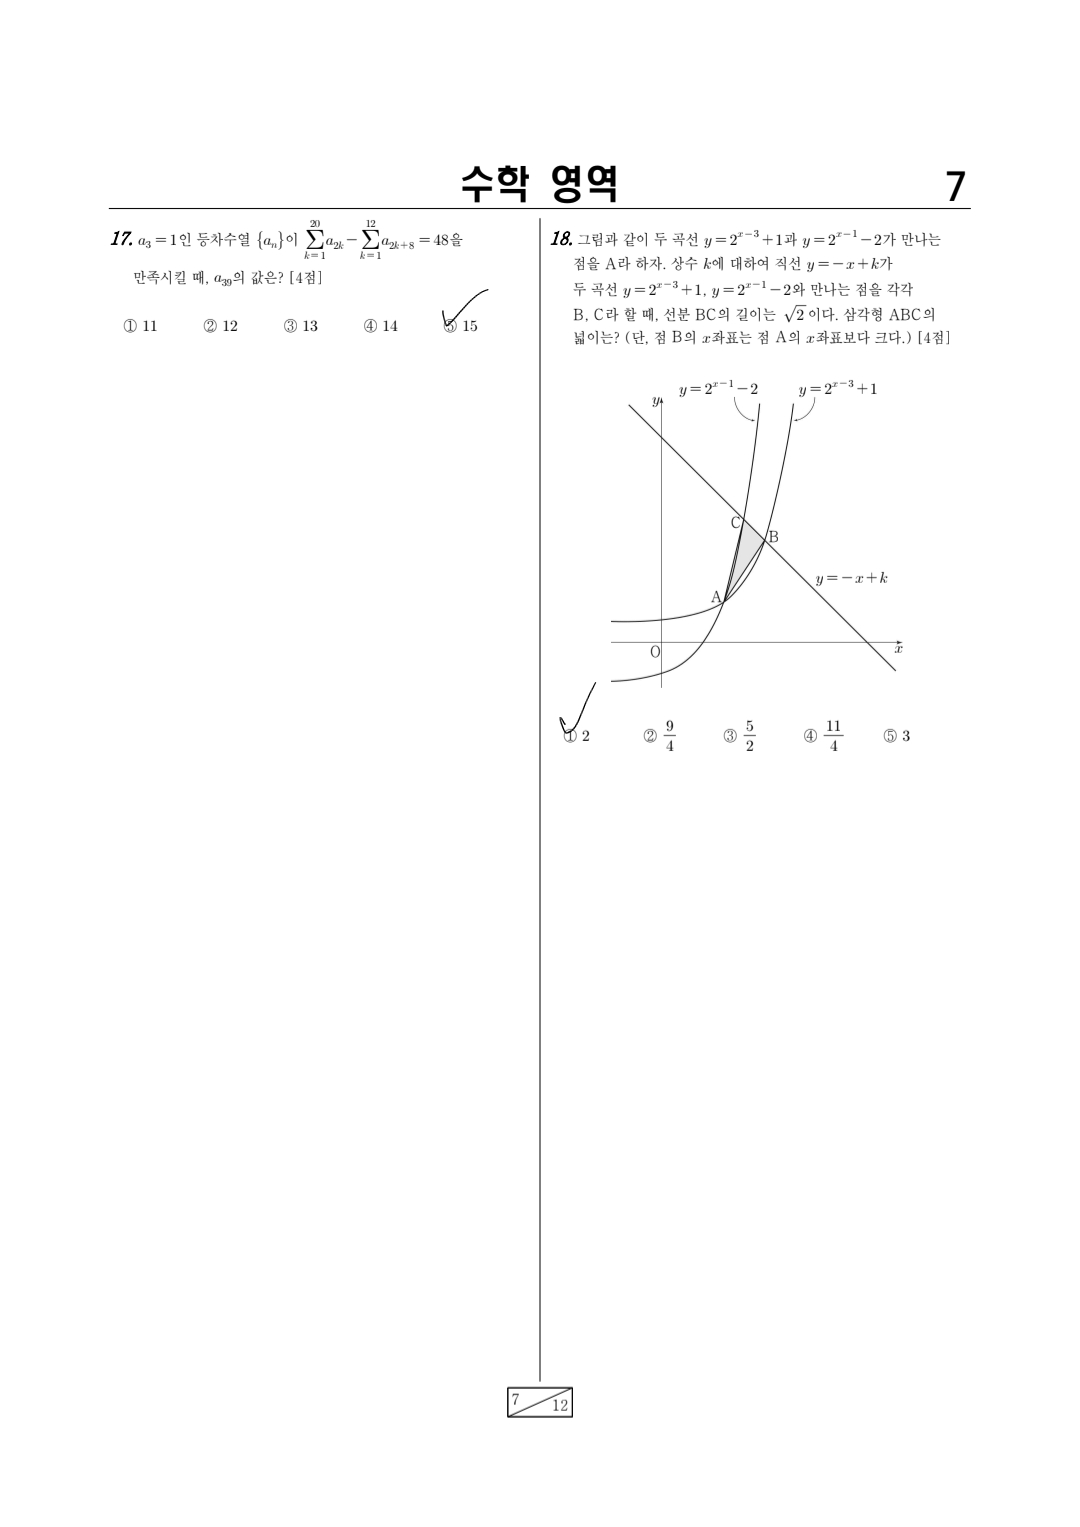 수학 영역
7
17. a₃=1인 등차수열 {aₙ}이 ∑_{k=1}^{20} a_{2k} − ∑_{k=1}^{12} a_{2k+8} = 48을
만족시킬 때, a₃₉의 값은? [4점]
① 11 ② 12 ③ 13 ④ 14 ⑤ 15
18. 그림과 같이 두 곡선 y=2^{x−3}+1과 y=2^{x−1}−2가 만나는
점을 A라 하자. 상수 k에 대하여 직선 y=−x+k가
두 곡선 y=2^{x−3}+1, y=2^{x−1}−2와 만나는 점을 각각
B, C라 할 때, 선분 BC의 길이는 √2이다. 삼각형 ABC의
넓이는? (단, 점 B의 x좌표는 점 A의 x좌표보다 크다.) [4점]
y=2^{x−1}−2 y=2^{x−3}+1
y
C
B
y=−x+k
A
O
x
① 2 ② 9/4 ③ 5/2 ④ 11/4 ⑤ 3
7
12